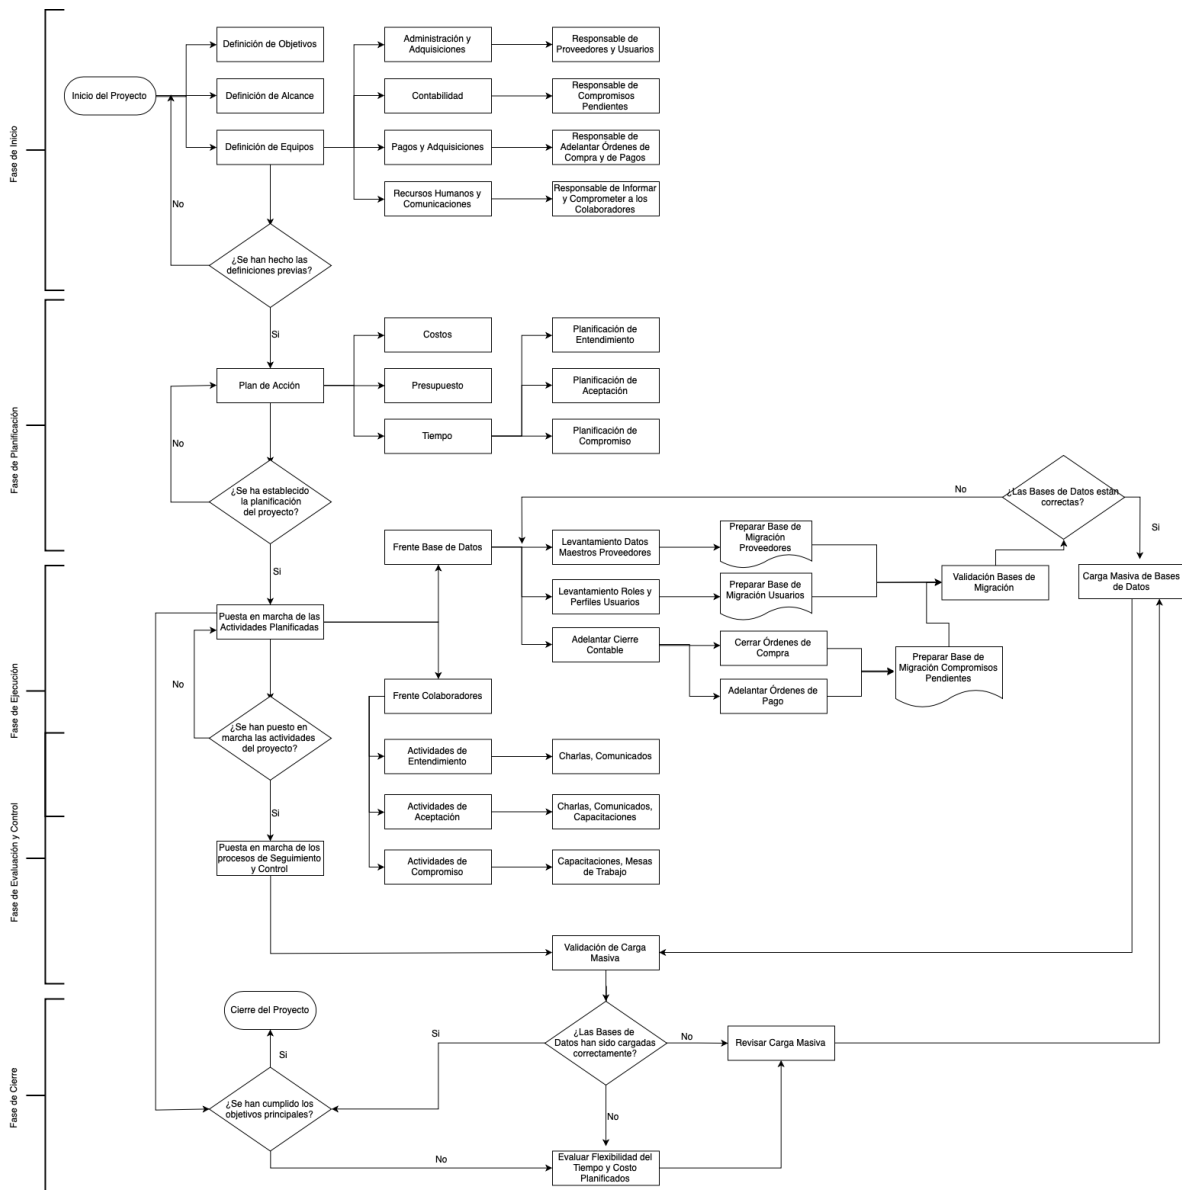 Fase de Inicio
Inicio del Proyecto
Definición de Objetivos
Definición de Alcance
Definición de Equipos
Administración y
Adquisiciones
Responsable de
Proveedores y Usuarios
Contabilidad
Responsable de
Compromisos
Pendientes
Pagos y Adquisiciones
Responsable de
Adelantar Órdenes de
Compra y de Pagos
Recursos Humanos y
Comunicaciones
Responsable de Informar
y Comprometer a los
Colaboradores
No
¿Se han hecho las
definiciones previas?
Si
Fase de Planificación
Plan de Acción
Costos
Presupuesto
Tiempo
Planificación de
Entendimiento
Planificación de
Aceptación
Planificación de
Compromiso
No
¿Se ha establecido
la planificación
del proyecto?
Si
Fase de Ejecución
Puesta en marcha de las
Actividades Planificadas
Frente Base de Datos
Levantamiento Datos
Maestros Proveedores
Preparar Base de
Migración
Proveedores
Levantamiento Roles y
Perfiles Usuarios
Preparar Base de
Migración Usuarios
Adelantar Cierre
Contable
Cerrar Órdenes de
Compra
Adelantar Órdenes de
Pago
Preparar Base de
Migración Compromisos
Pendientes
Validación Bases de
Migración
No
¿Las Bases de Datos están
correctas?
Si
Carga Masiva de Bases
de Datos
Frente Colaboradores
No
¿Se han puesto en
marcha las actividades
del proyecto?
Si
Actividades de
Entendimiento
Charlas, Comunicados
Actividades de
Aceptación
Charlas, Comunicados,
Capacitaciones
Actividades de
Compromiso
Capacitaciones, Mesas
de Trabajo
Fase de Evaluación y Control
Puesta en marcha de los
procesos de Seguimiento
y Control
Validación de Carga
Masiva
Fase de Cierre
Cierre del Proyecto
Si
¿Se han cumplido los
objetivos principales?
Si
¿Las Bases de
Datos han sido cargadas
correctamente?
No
Revisar Carga Masiva
No
No
Evaluar Flexibilidad del
Tiempo y Costo
Planificados